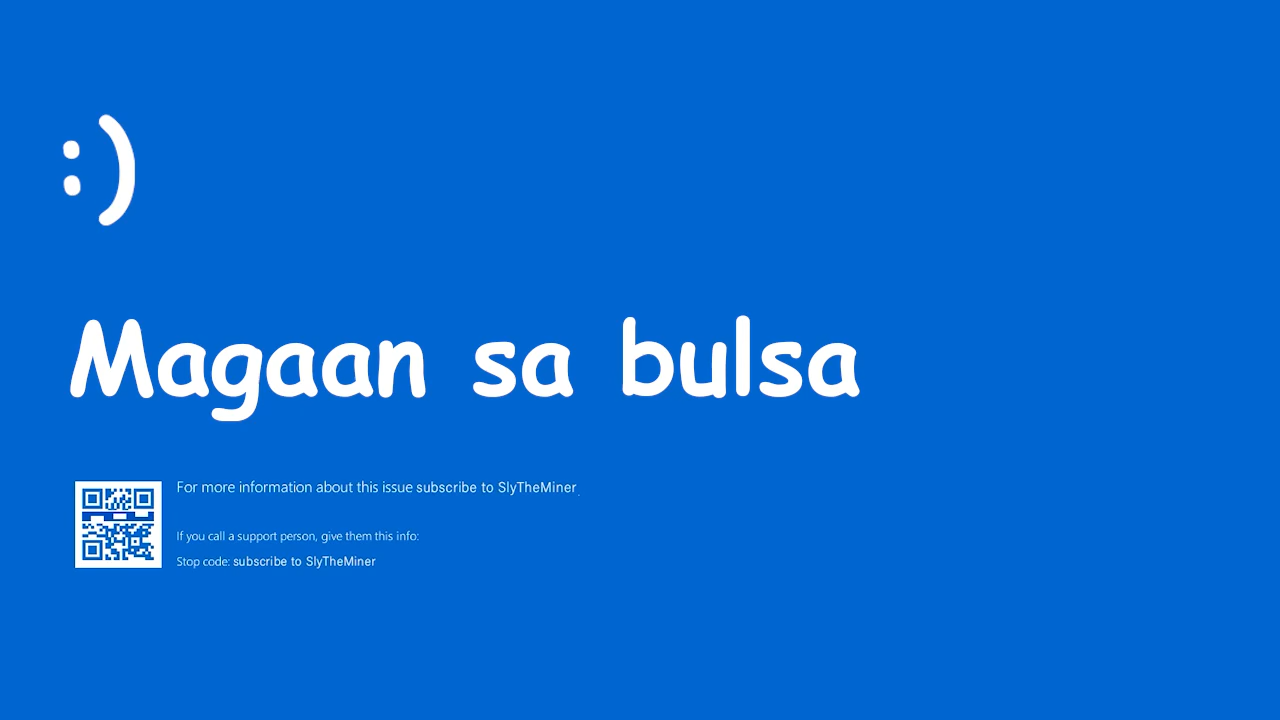 :)
Magaan sa bulsa
For more information about this issue subscribe to SlyTheMiner.
If you call a support person, give them this info:
Stop code: subscribe to SlyTheMiner